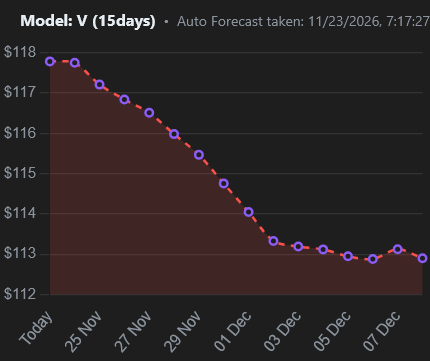 Model: V (15days) • Auto Forecast taken: 11/23/2026, 7:17:27
$118
$117
$116
$115
$114
$113
$112
Today
25 Nov
27 Nov
29 Nov
01 Dec
03 Dec
05 Dec
07 Dec